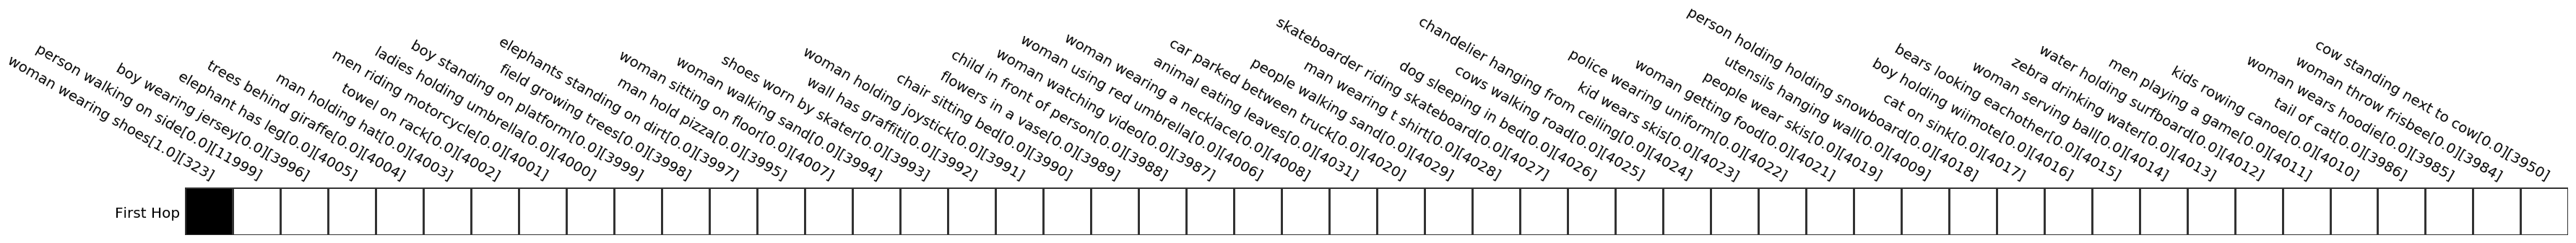 woman wearing shoes[1.0][323]
person walking on side[0.0][11999]
boy wearing jersey[0.0][3996]
elephant has leg[0.0][4005]
trees behind giraffe[0.0][4004]
man holding hat[0.0][4003]
towel on rack[0.0][4002]
men riding motorcycle[0.0][4001]
ladies holding umbrella[0.0][4000]
boy standing on platform[0.0][3999]
field growing trees[0.0][3998]
elephants standing on dirt[0.0][3997]
man hold pizza[0.0][3995]
woman sitting on floor[0.0][4007]
woman walking sand[0.0][3994]
shoes worn by skater[0.0][3993]
wall has graffiti[0.0][3992]
woman holding joystick[0.0][3991]
chair sitting bed[0.0][3990]
flowers in a vase[0.0][3989]
child in front of person[0.0][3988]
woman watching video[0.0][3987]
woman using red umbrella[0.0][4006]
woman wearing a necklace[0.0][4008]
animal eating leaves[0.0][4031]
car parked between truck[0.0][4020]
people walking sand[0.0][4029]
man wearing t shirt[0.0][4028]
skateboarder riding skateboard[0.0][4027]
dog sleeping in bed[0.0][4026]
cows walking road[0.0][4025]
chandelier hanging from ceiling[0.0][4024]
kid wears skis[0.0][4023]
police wearing uniform[0.0][4022]
woman getting food[0.0][4021]
people wear skis[0.0][4019]
utensils hanging wall[0.0][4009]
person holding holding snowboard[0.0][4018]
cat on sink[0.0][4017]
boy holding wiimote[0.0][4016]
bears looking eachother[0.0][4015]
woman serving ball[0.0][4014]
zebra drinking water[0.0][4013]
water holding surfboard[0.0][4012]
men playing a game[0.0][4011]
kids rowing canoe[0.0][4010]
tail of cat[0.0][3986]
woman wears hoodie[0.0][3985]
woman throw frisbee[0.0][3984]
cow standing next to cow[0.0][3950]
First Hop